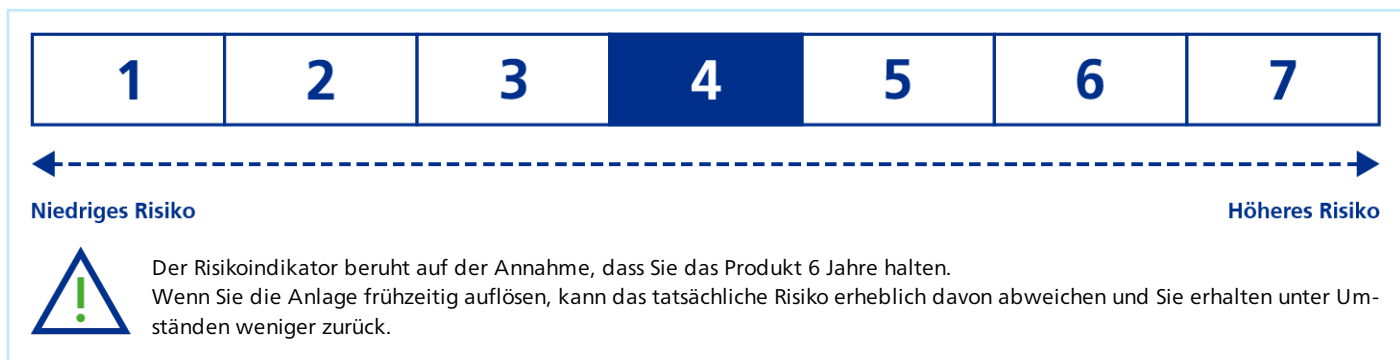 1 2 3 4 5 6 7
Niedriges Risiko Höheres Risiko
Der Risikoindikator beruht auf der Annahme, dass Sie das Produkt 6 Jahre halten.
Wenn Sie die Anlage frühzeitig auflösen, kann das tatsächliche Risiko erheblich davon abweichen und Sie erhalten unter Um-
ständen weniger zurück.